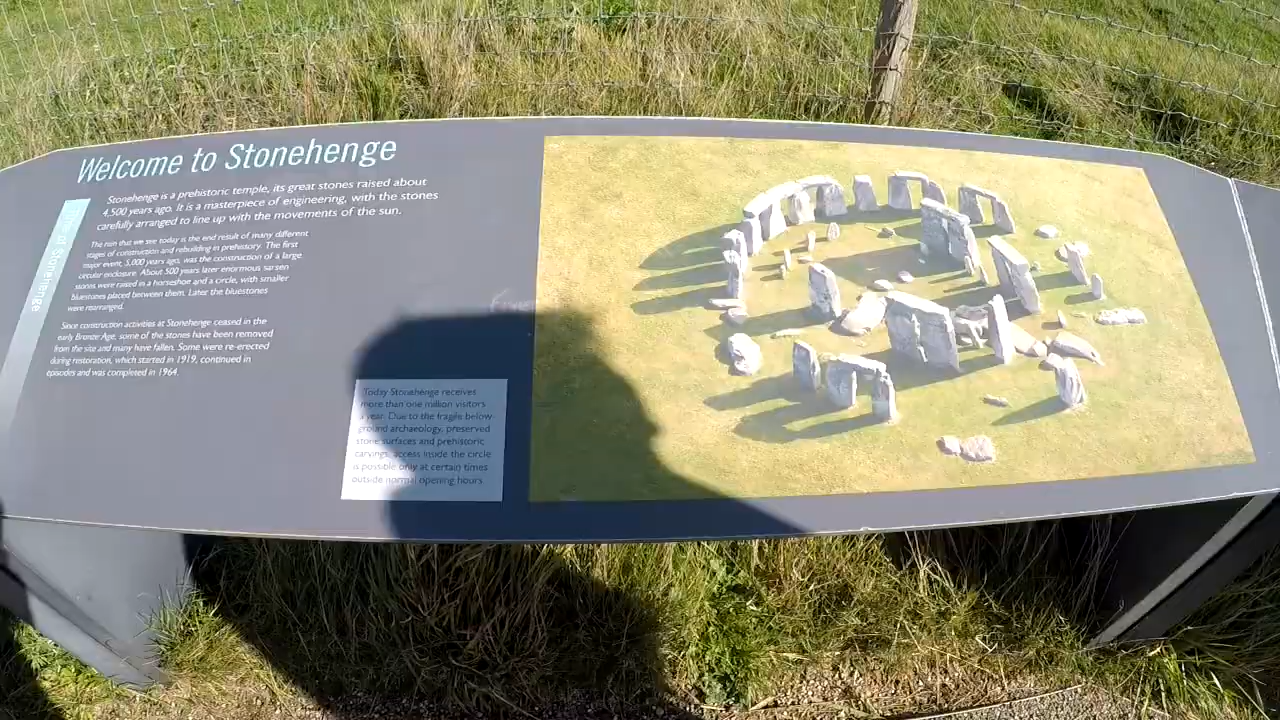 Welcome to Stonehenge
Stonehenge is a prehistoric temple, its great stones raised about
4,500 years ago. It is a masterpiece of engineering, with the stones
carefully arranged to line up with the movements of the sun.
The ruin that we see today is the end result of many different
stages of construction and rebuilding in prehistory. The first
major event, 5,000 years ago, was the construction of a large
circular enclosure. About 500 years later enormous sarsen
stones were raised in a horseshoe and a circle, with smaller
bluestones placed between them. Later the bluestones
were rearranged.
Since construction activities at Stonehenge ceased in the
early Bronze Age, some of the stones have been removed
from the site and many have fallen. Some were re-erected
during restoration, which started in 1919, continued in
episodes and was completed in 1964.
of Stonehenge
Today Stonehenge receives
more than one million visitors
a year. Due to the fragile below-
ground archaeology, preserved
stone surfaces and prehistoric
carvings, access inside the circle
is possible only at certain times
outside normal opening hours